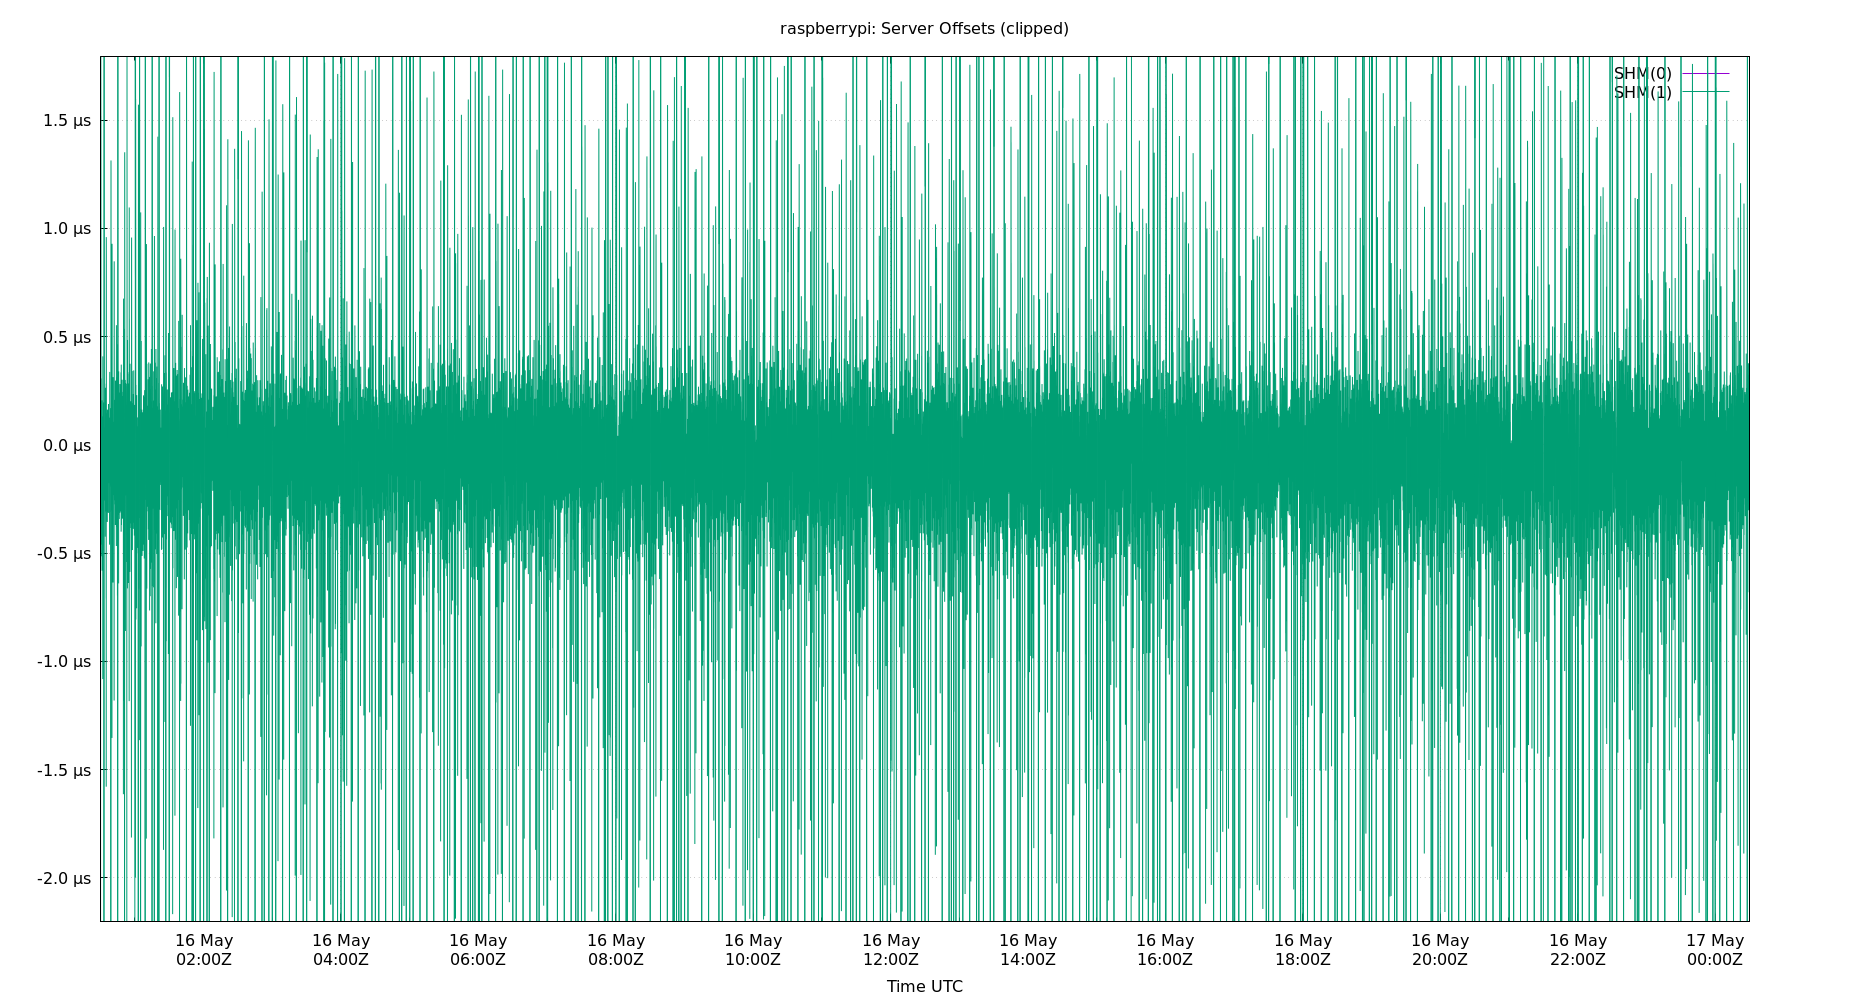 raspberrypi: Server Offsets (clipped)
SHM(0)
SHM(1)
1.5 µs
1.0 µs
0.5 µs
0.0 µs
-0.5 µs
-1.0 µs
-1.5 µs
-2.0 µs
16 May 16 May 16 May 16 May 16 May 16 May 16 May 16 May 16 May 16 May 16 May 17 May
02:00Z 04:00Z 06:00Z 08:00Z 10:00Z 12:00Z 14:00Z 16:00Z 18:00Z 20:00Z 22:00Z 00:00Z
Time UTC